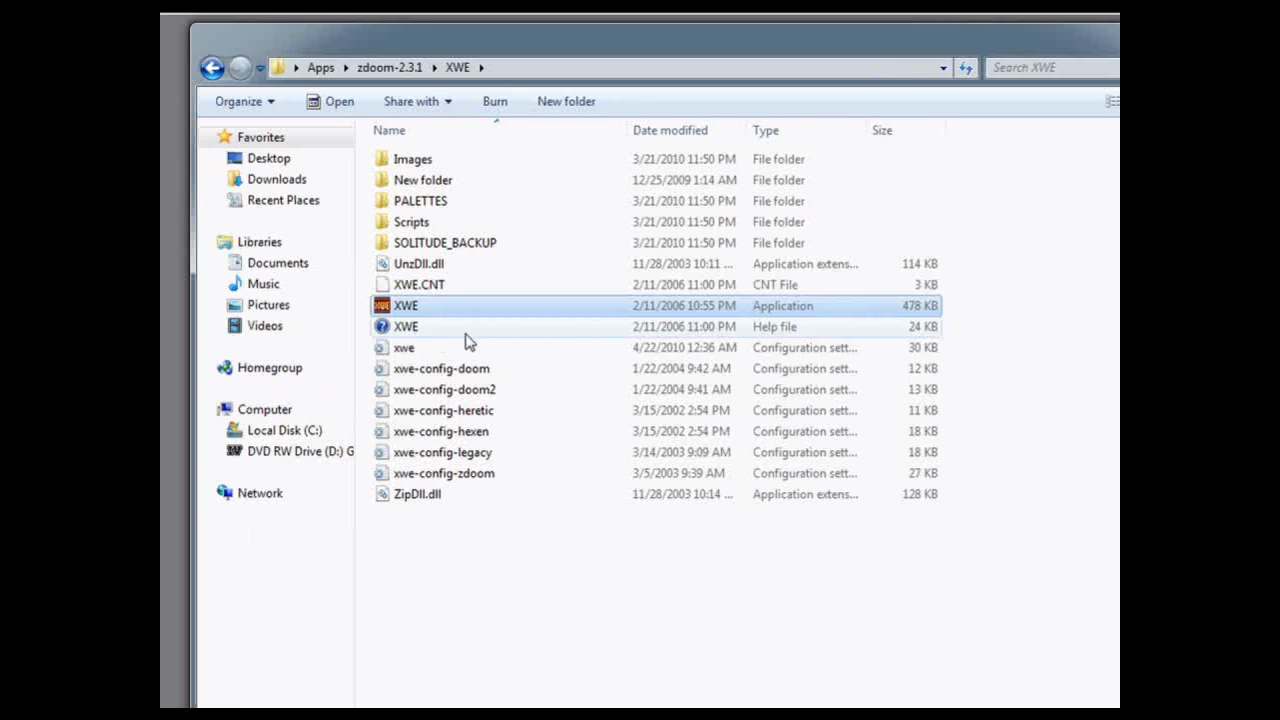 Apps zdoom-2.3.1 XWE Search XWE
Organize Open Share with Burn New folder
Name Date modified Type Size
Favorites
Desktop
Downloads
Recent Places
Libraries
Documents
Music
Pictures
Videos
Homegroup
Computer
Local Disk (C:)
DVD RW Drive (D:) G
Network
Images 3/21/2010 11:50 PM File folder
New folder 12/25/2009 1:14 AM File folder
PALETTES 3/21/2010 11:50 PM File folder
Scripts 3/21/2010 11:50 PM File folder
SOLITUDE_BACKUP 3/21/2010 11:50 PM File folder
UnzDll.dll 11/28/2003 10:11 ... Application extens... 114 KB
XWE.CNT 2/11/2006 11:00 PM CNT File 3 KB
XWE XWE 2/11/2006 10:55 PM Application 478 KB
XWE 2/11/2006 11:00 PM Help file 24 KB
xwe 4/22/2010 12:36 AM Configuration sett... 30 KB
xwe-config-doom 1/22/2004 9:42 AM Configuration sett... 12 KB
xwe-config-doom2 1/22/2004 9:41 AM Configuration sett... 13 KB
xwe-config-heretic 3/15/2002 2:54 PM Configuration sett... 11 KB
xwe-config-hexen 3/15/2002 2:54 PM Configuration sett... 18 KB
xwe-config-legacy 3/14/2003 9:09 AM Configuration sett... 18 KB
xwe-config-zdoom 3/5/2003 9:39 AM Configuration sett... 27 KB
ZipDll.dll 11/28/2003 10:14 ... Application extens... 128 KB